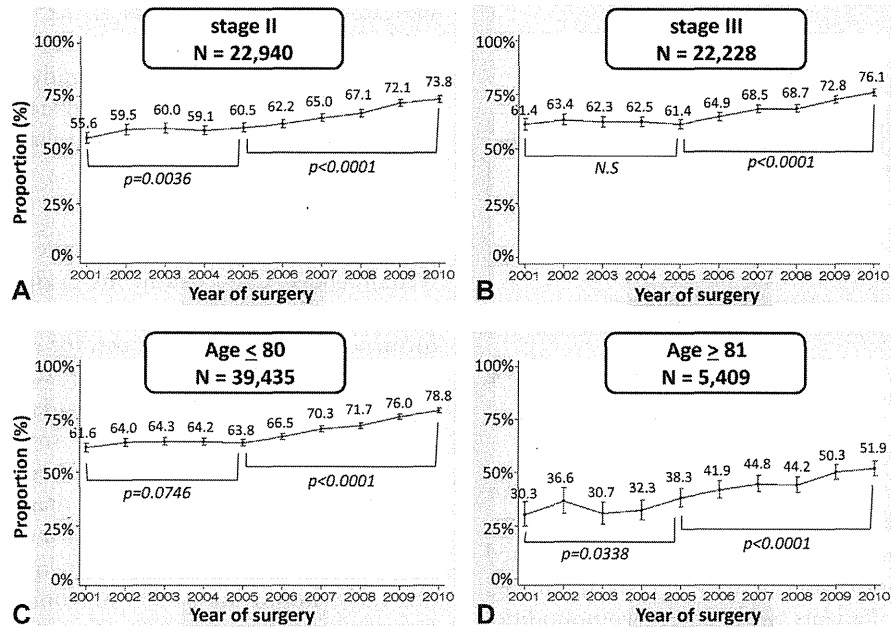 stage II
N = 22,940
100%
75%
50%
25%
0%
Proportion (%)
55.6 59.5 60.0 59.1 60.5 62.2 65.0 67.1 72.1 73.8
p=0.0036
p<0.0001
2001 2002 2003 2004 2005 2006 2007 2008 2009 2010
Year of surgery
A
stage III
N = 22,228
100%
75%
50%
25%
0%
61.4 63.4 62.3 62.5 61.4 64.9 68.5 68.7 72.8 76.1
N.S
p<0.0001
2001 2002 2003 2004 2005 2006 2007 2008 2009 2010
Year of surgery
B
Age ≤ 80
N = 39,435
100%
75%
50%
25%
0%
Proportion (%)
61.6 64.0 64.3 64.2 63.8 66.5 70.3 71.7 76.0 78.8
p=0.0746
p<0.0001
2001 2002 2003 2004 2005 2006 2007 2008 2009 2010
Year of surgery
C
Age ≥ 81
N = 5,409
100%
75%
50%
25%
0%
30.3 36.6 30.7 32.3 38.3 41.9 44.8 44.2 50.3 51.9
p=0.0338
p<0.0001
2001 2002 2003 2004 2005 2006 2007 2008 2009 2010
Year of surgery
D